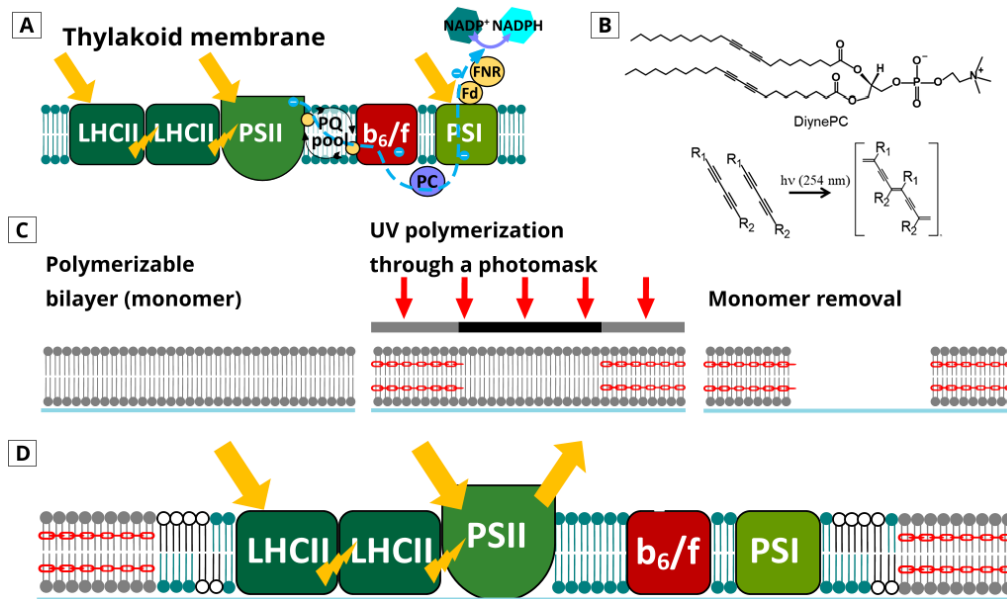 A
Thylakoid membrane
NADP⁺ NADPH
FNR
Fd
LHCII LHCII PSII PQ pool b₆/f PSI
PC
B
O
O
H
O
O
O⁻
O P O
O
N⁺
DiynePC
R₁ R₁
R₂ R₂
hν (254 nm)
R₁
R₁
R₂
R₂
C
Polymerizable
bilayer (monomer)
UV polymerization
through a photomask
Monomer removal
D
LHCII LHCII PSII b₆/f PSI